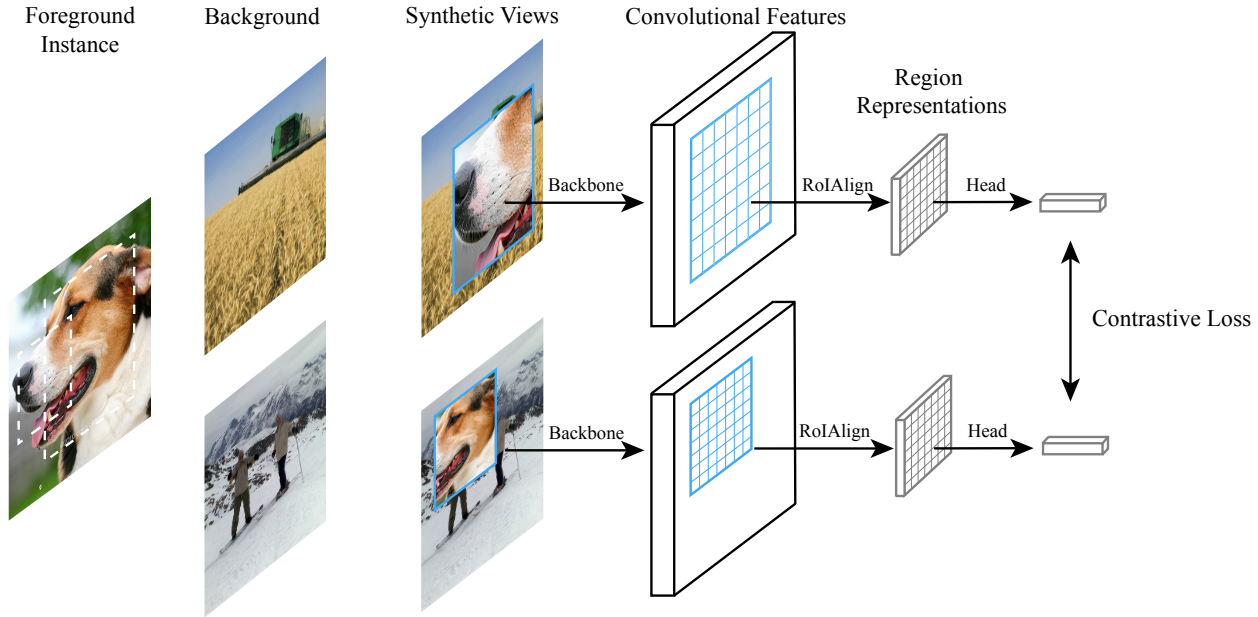 Foreground
Instance
Background
Synthetic Views
Convolutional Features
Region
Representations
Backbone
RoIAlign
Head
Contrastive Loss
Backbone
RoIAlign
Head